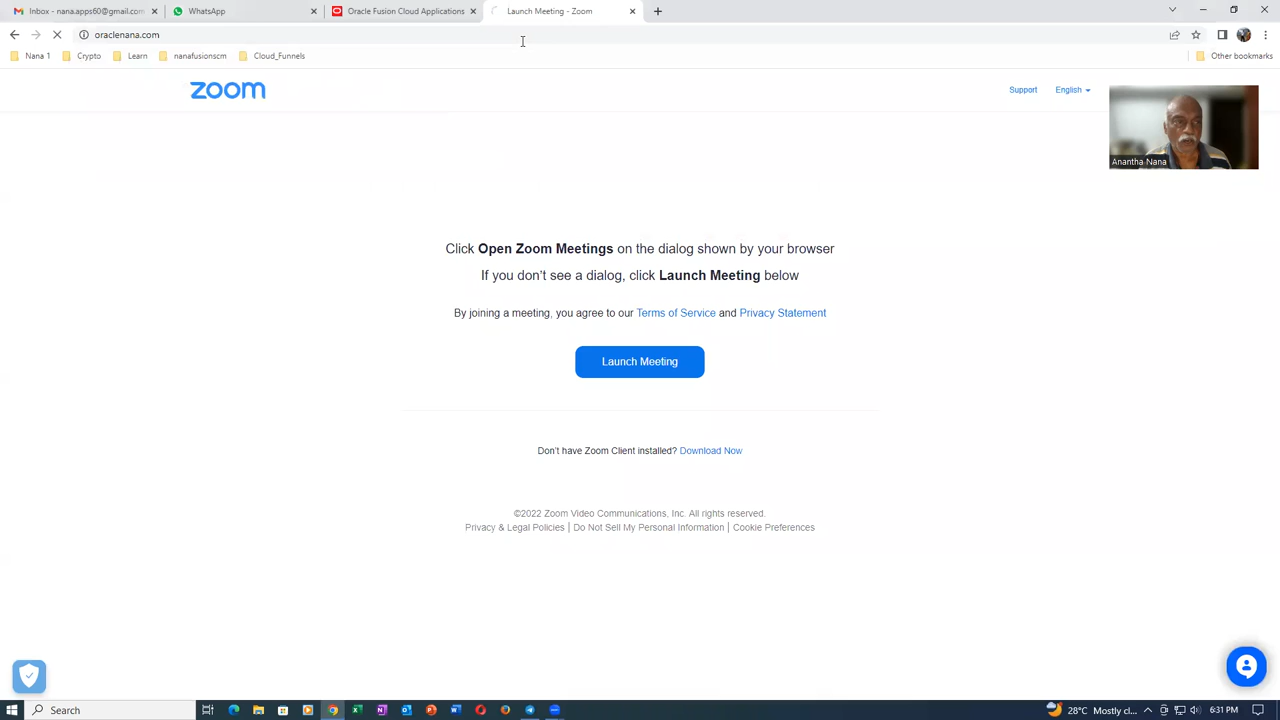 Inbox - nana.apps60@gmail.com
WhatsApp
Oracle Fusion Cloud Applications
Launch Meeting - Zoom
oraclenana.com
Nana 1
Crypto
Learn
nanafusionscm
Cloud_Funnels
Other bookmarks
zoom
Support
English
Anantha Nana
Click Open Zoom Meetings on the dialog shown by your browser
If you don't see a dialog, click Launch Meeting below
By joining a meeting, you agree to our Terms of Service and Privacy Statement
Launch Meeting
Don't have Zoom Client installed? Download Now
©2022 Zoom Video Communications, Inc. All rights reserved.
Privacy & Legal Policies | Do Not Sell My Personal Information | Cookie Preferences
Search
28°C Mostly cl...
6:31 PM